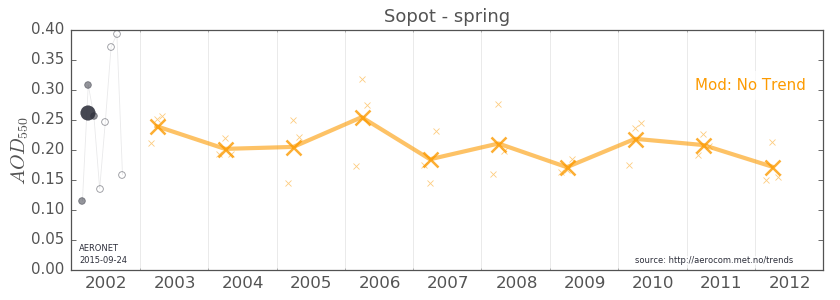 Sopot - spring
0.40
0.35
0.30
0.25
0.20
0.15
0.10
0.05
0.00
AOD550
Mod: No Trend
AERONET
2015-09-24
source: http://aerocom.met.no/trends
2002 2003 2004 2005 2006 2007 2008 2009 2010 2011 2012